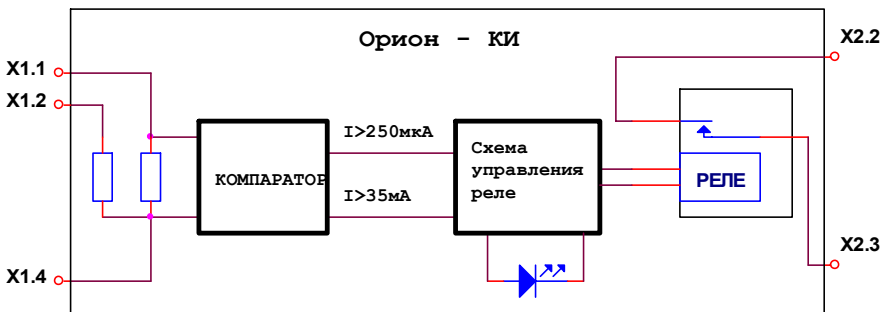 Орион - КИ
X2.2
X1.1
X1.2
I>250мкА
Схема
управления
реле
КОМПАРАТОР
РЕЛЕ
I>35мА
X2.3
X1.4